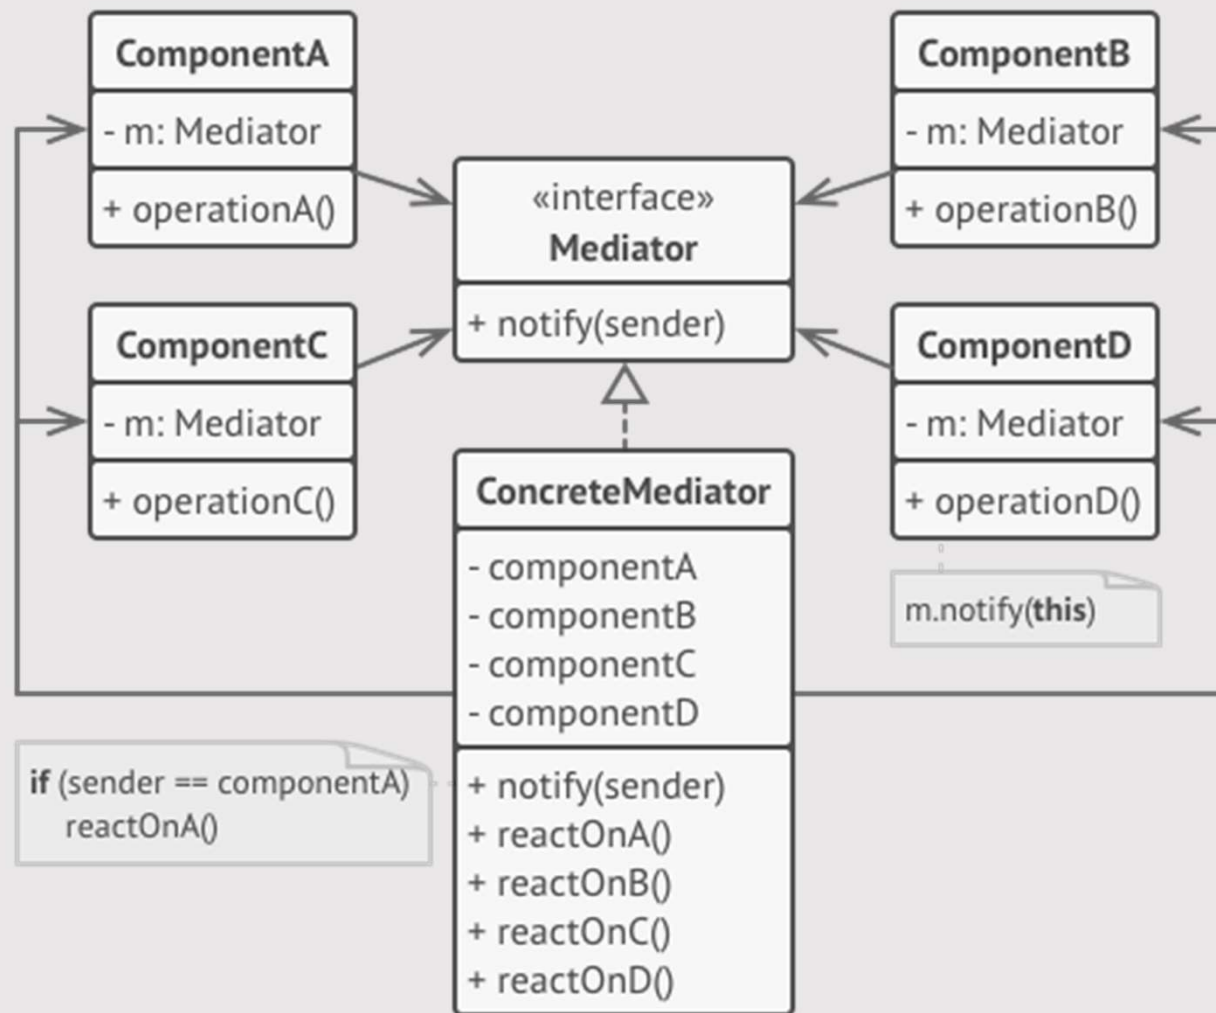 ComponentA
- m: Mediator
+ operationA()
ComponentB
- m: Mediator
+ operationB()
«interface»
Mediator
+ notify(sender)
ComponentC
- m: Mediator
+ operationC()
ComponentD
- m: Mediator
+ operationD()
m.notify(this)
ConcreteMediator
- componentA
- componentB
- componentC
- componentD
+ notify(sender)
+ reactOnA()
+ reactOnB()
+ reactOnC()
+ reactOnD()
if (sender == componentA)
reactOnA()